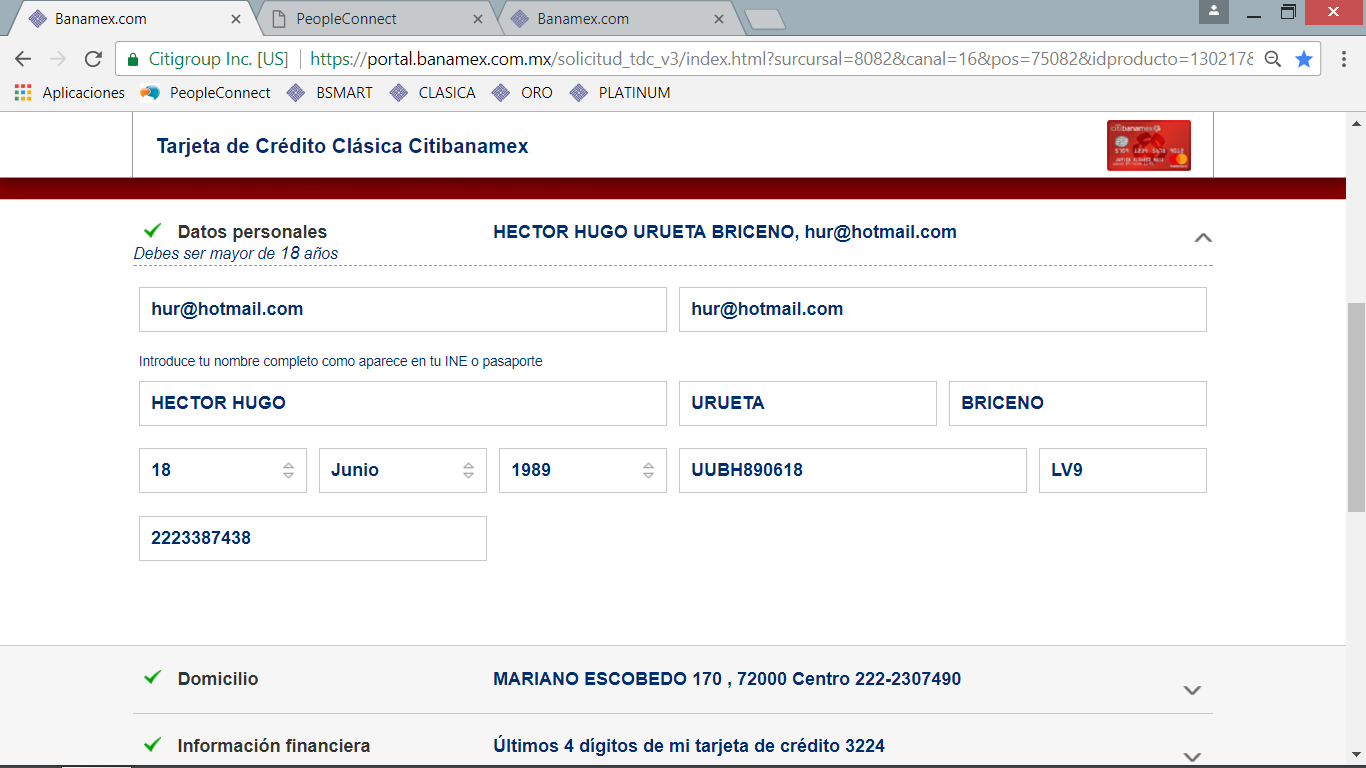 Banamex.com
PeopleConnect
Banamex.com
Citigroup Inc. [US] https://portal.banamex.com.mx/solicitud_tdc_v3/index.html?surcursal=8082&canal=16&pos=75082&idproducto=130217&
Aplicaciones PeopleConnect BSMART CLASICA ORO PLATINUM
Tarjeta de Crédito Clásica Citibanamex
citibanamex
Datos personales HECTOR HUGO URUETA BRICENO, hur@hotmail.com
Debes ser mayor de 18 años
hur@hotmail.com hur@hotmail.com
Introduce tu nombre completo como aparece en tu INE o pasaporte
HECTOR HUGO URUETA BRICENO
18 Junio 1989 UUBH890618 LV9
2223387438
Domicilio MARIANO ESCOBEDO 170 , 72000 Centro 222-2307490
Información financiera Últimos 4 dígitos de mi tarjeta de crédito 3224